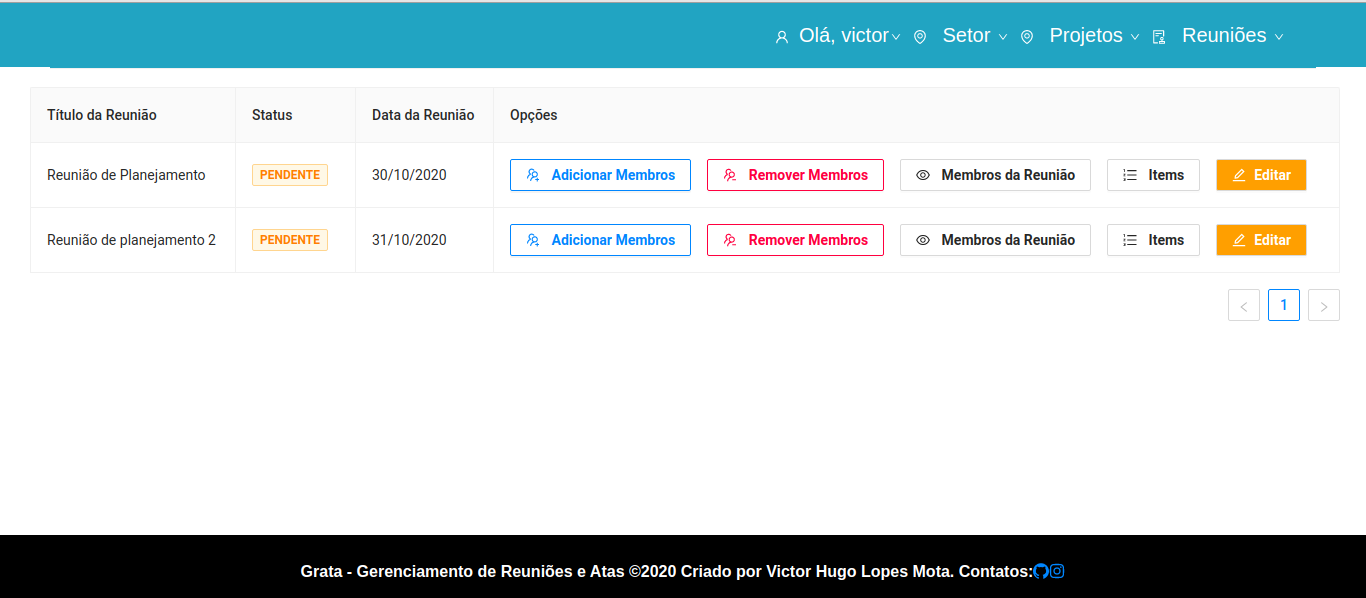 Olá, victor Setor Projetos Reuniões
Título da Reunião Status Data da Reunião Opções
Reunião de Planejamento PENDENTE 30/10/2020 Adicionar Membros Remover Membros Membros da Reunião Items Editar
Reunião de planejamento 2 PENDENTE 31/10/2020 Adicionar Membros Remover Membros Membros da Reunião Items Editar
< 1 >
Grata - Gerenciamento de Reuniões e Atas ©2020 Criado por Victor Hugo Lopes Mota. Contatos: